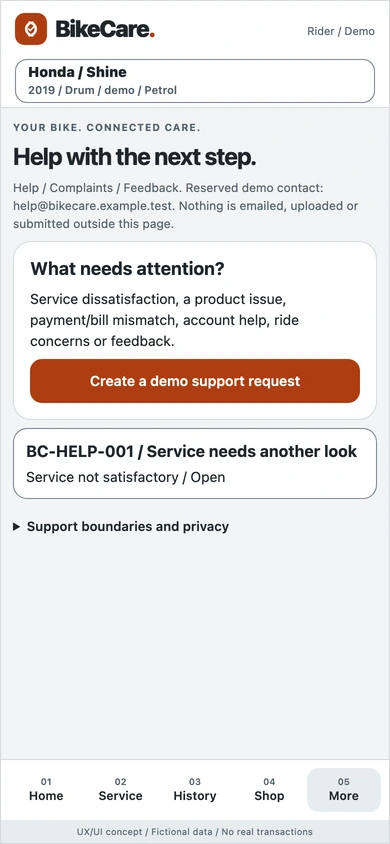 BikeCare.
Rider / Demo
Honda / Shine
2019 / Drum / demo / Petrol
YOUR BIKE. CONNECTED CARE.
Help with the next step.
Help / Complaints / Feedback. Reserved demo contact:
help@bikecare.example.test. Nothing is emailed, uploaded or
submitted outside this page.
What needs attention?
Service dissatisfaction, a product issue,
payment/bill mismatch, account help, ride
concerns or feedback.
Create a demo support request
BC-HELP-001 / Service needs another look
Service not satisfactory / Open
Support boundaries and privacy
01
Home
02
Service
03
History
04
Shop
05
More
UX/UI concept / Fictional data / No real transactions